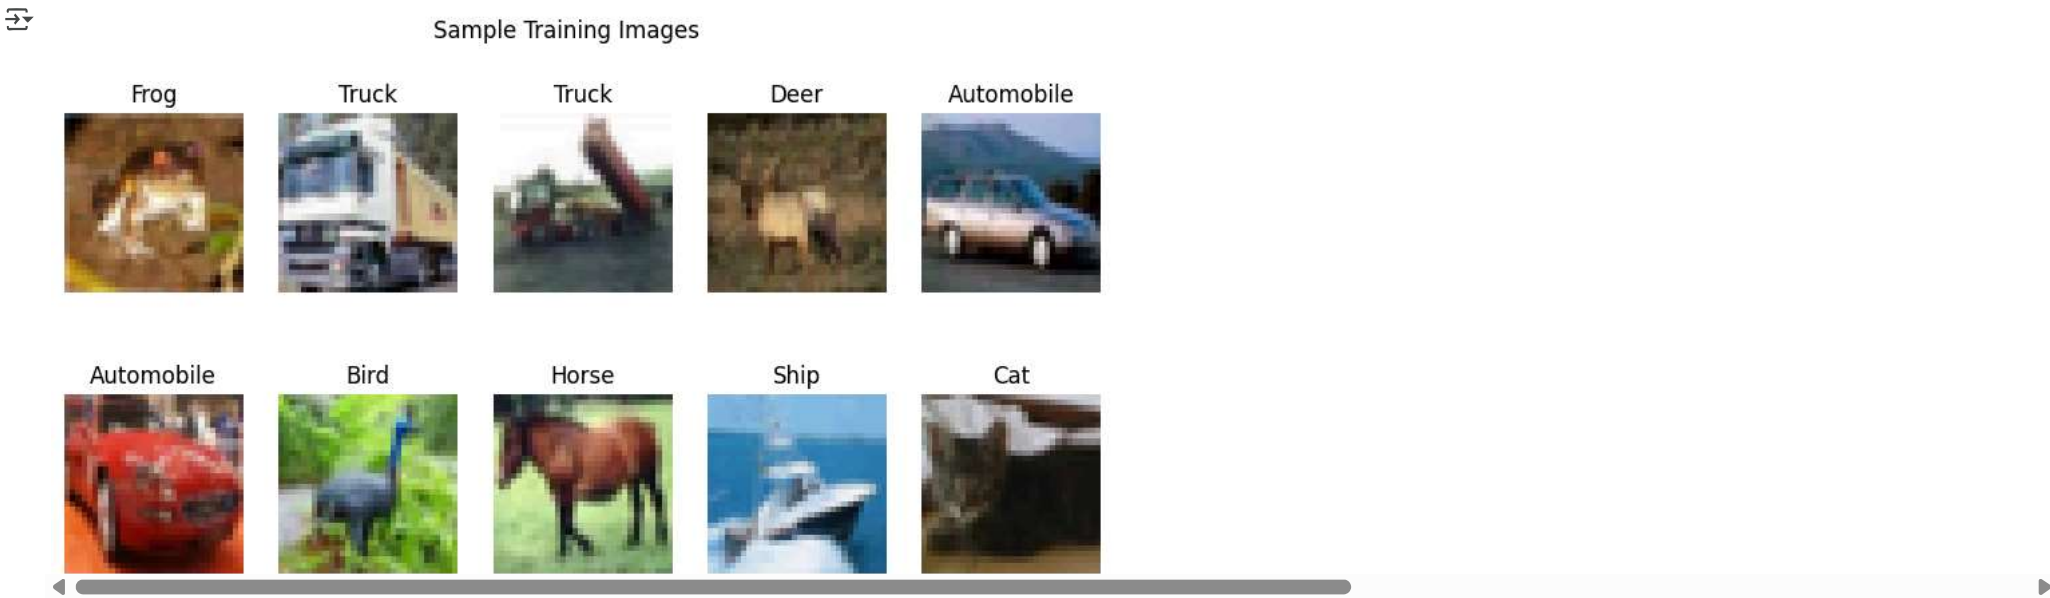 Sample Training Images
Frog Truck Truck Deer Automobile
Automobile Bird Horse Ship Cat